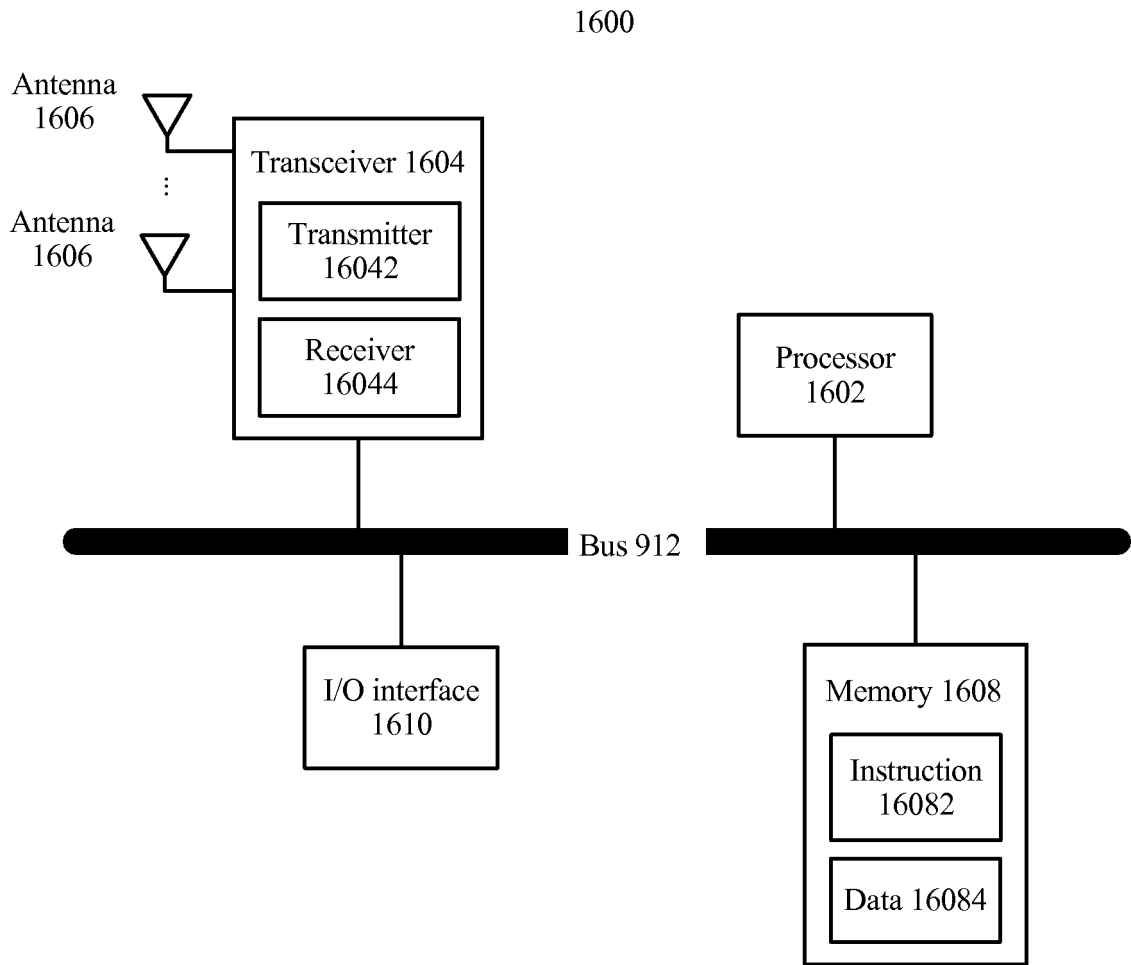 1600
Antenna
1606
Transceiver 1604
⋮
Antenna
1606
Transmitter
16042
Receiver
16044
Processor
1602
Bus 912
I/O interface
1610
Memory 1608
Instruction
16082
Data 16084